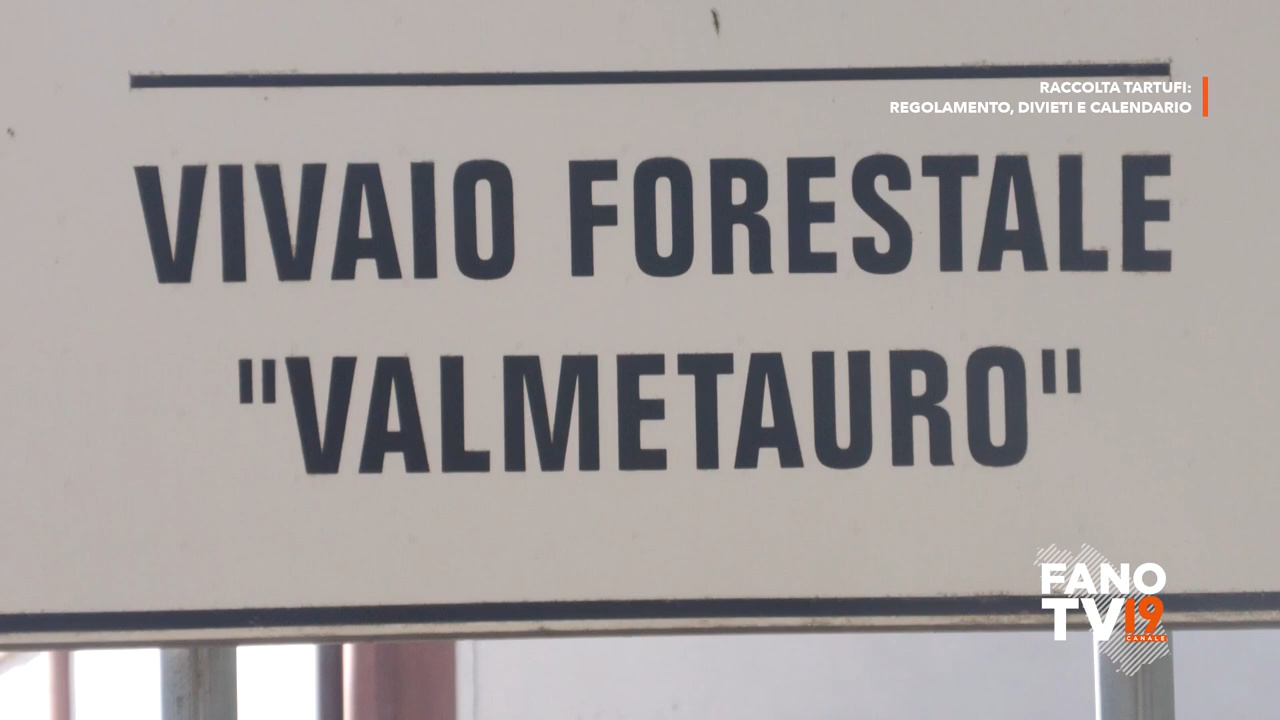 RACCOLTA TARTUFI:
REGOLAMENTO, DIVIETI E CALENDARIO
VIVAIO FORESTALE
"VALMETAURO"
FANO
TV19
CANALE